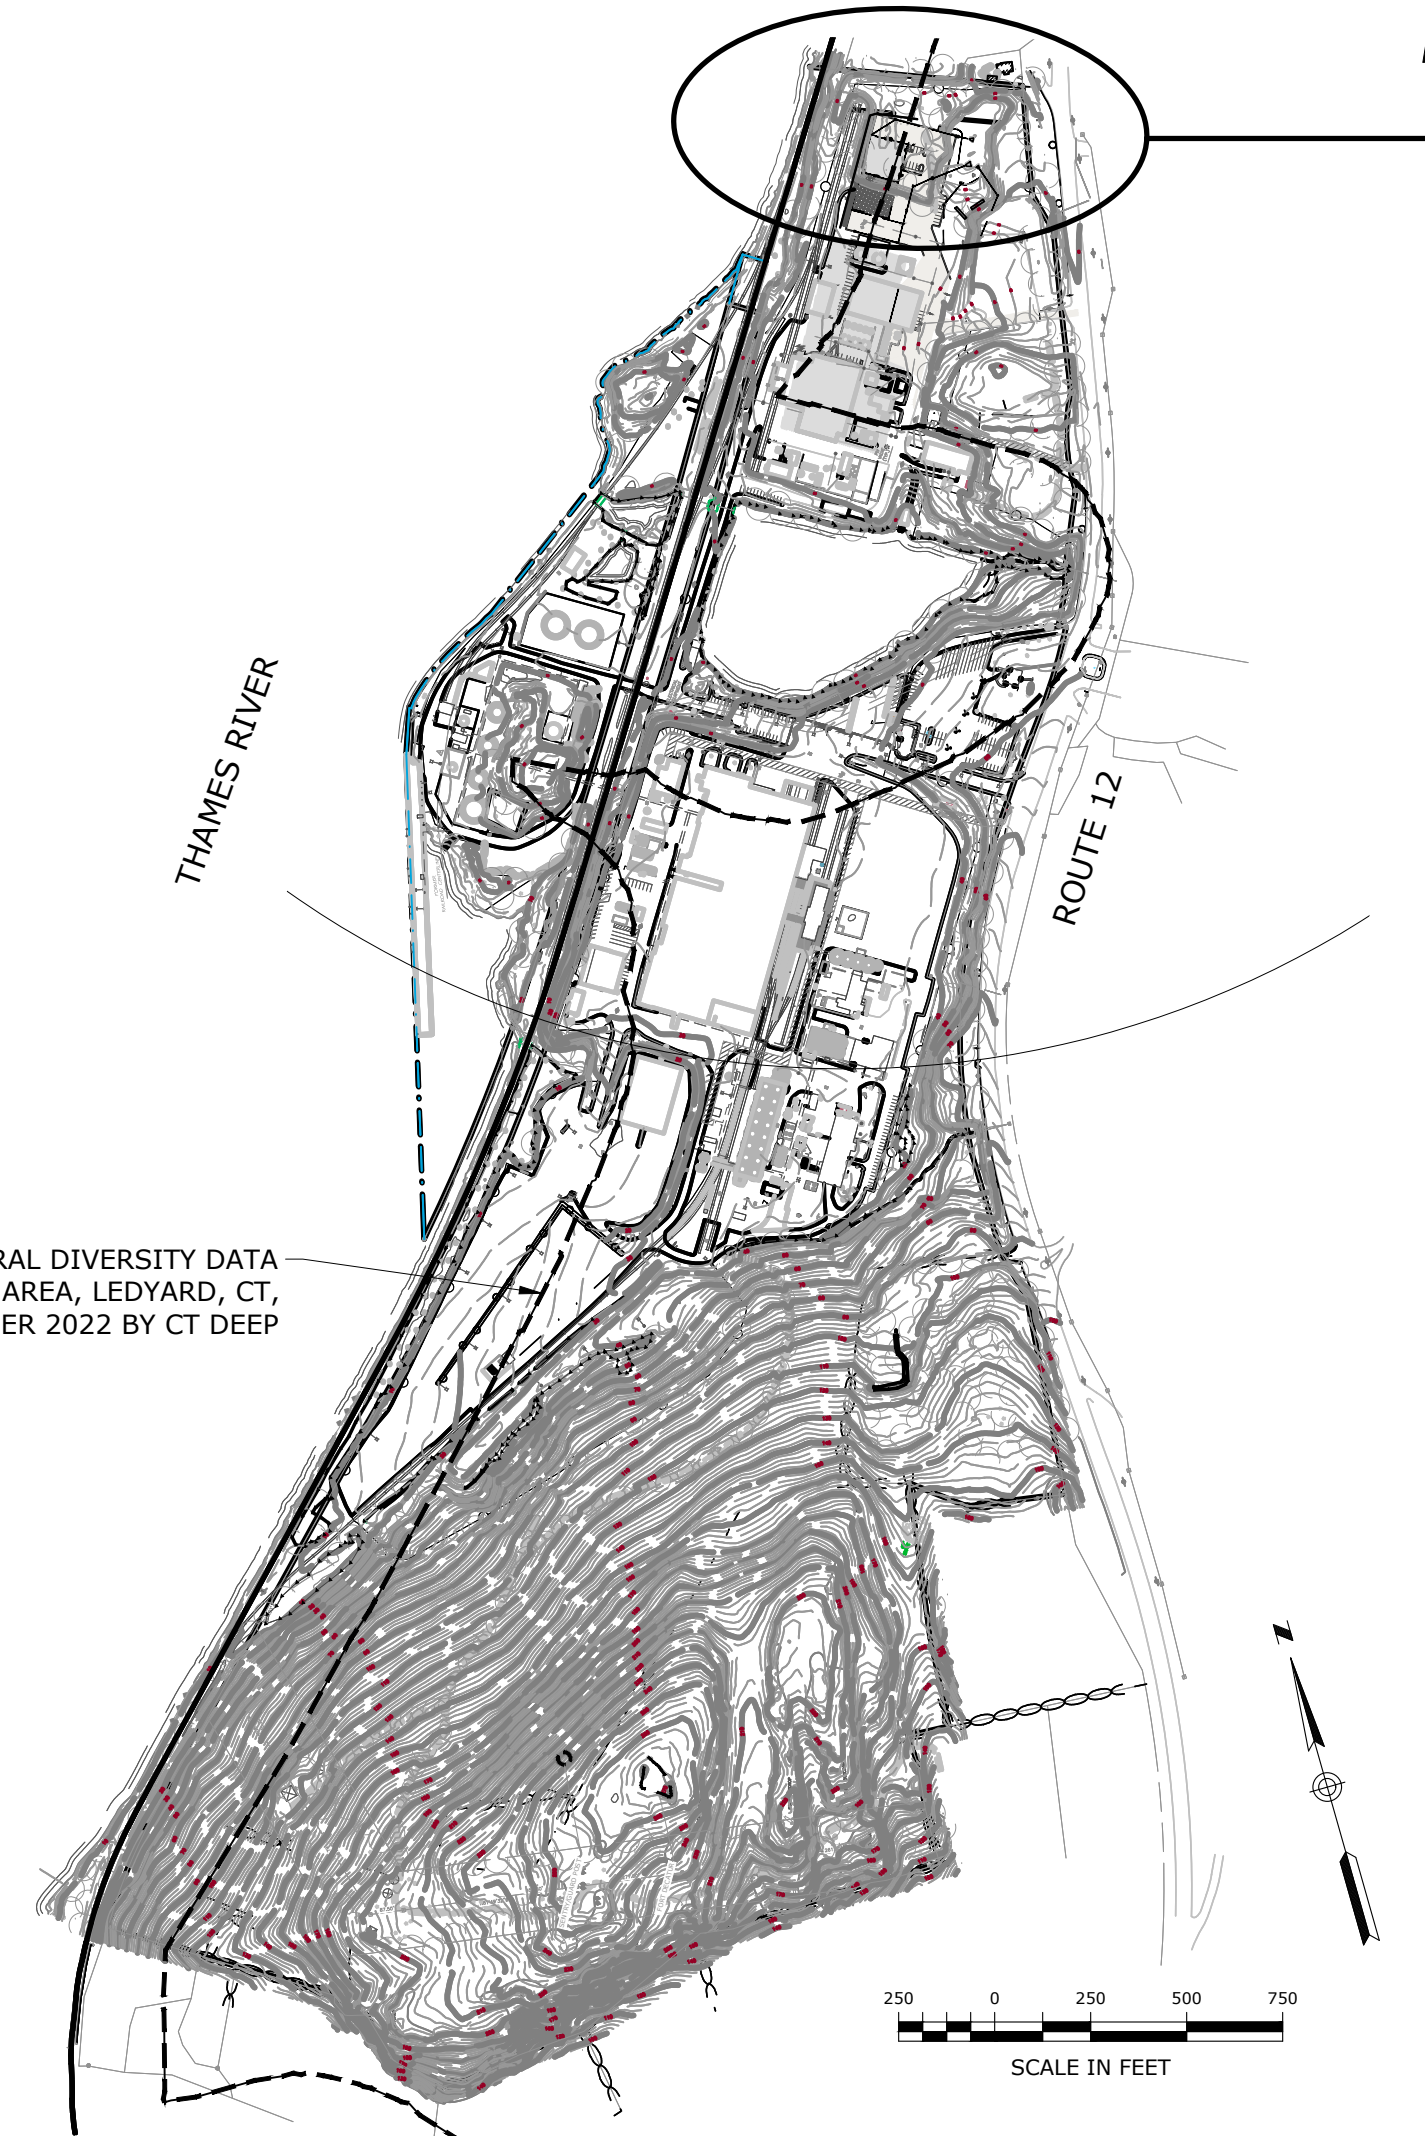 THAMES RIVER
ROUTE 12
RAL DIVERSITY DATA
AREA, LEDYARD, CT,
ER 2022 BY CT DEEP
N
250 0 250 500 750
SCALE IN FEET